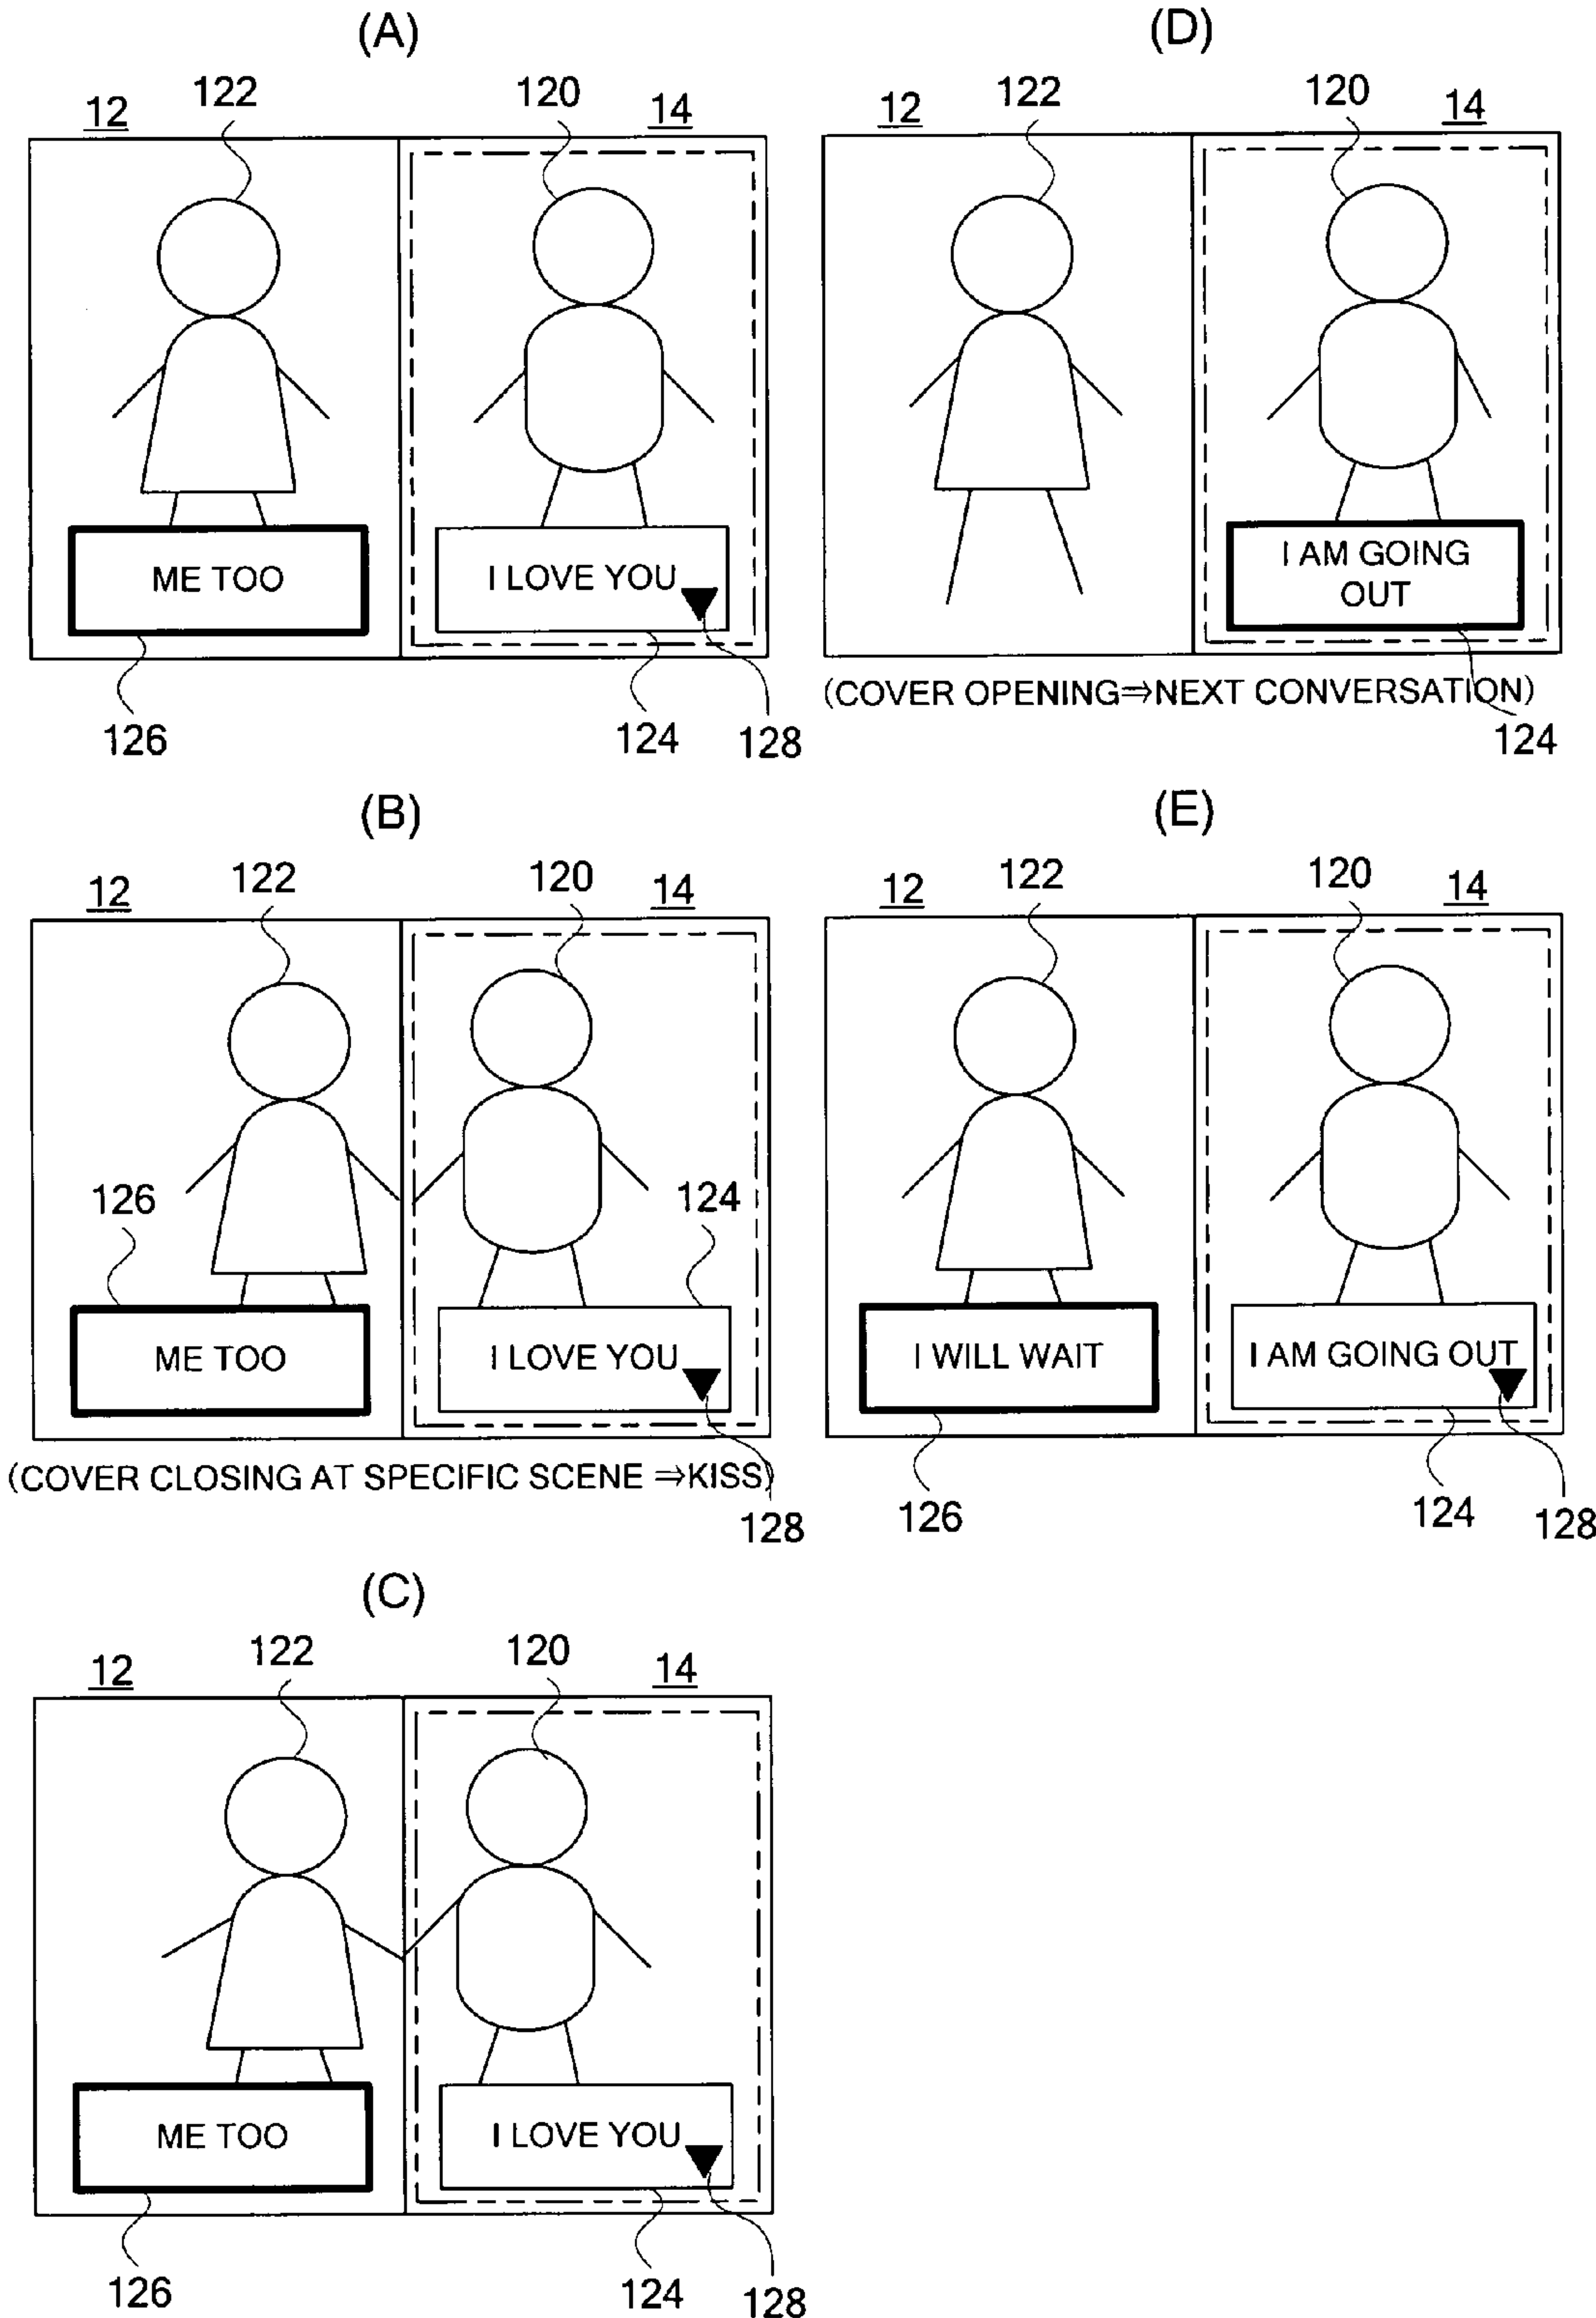 (A)
122
120
12
14
ME TOO
I LOVE YOU
126
124
128
(B)
122
120
12
14
126
124
ME TOO
I LOVE YOU
(COVER CLOSING AT SPECIFIC SCENE ⇒KISS)
128
(C)
122
120
12
14
ME TOO
I LOVE YOU
126
124
128
(D)
122
120
12
14
I AM GOING
OUT
(COVER OPENING⇒NEXT CONVERSATION)
124
(E)
122
120
12
14
I WILL WAIT
I AM GOING OUT
126
124
128